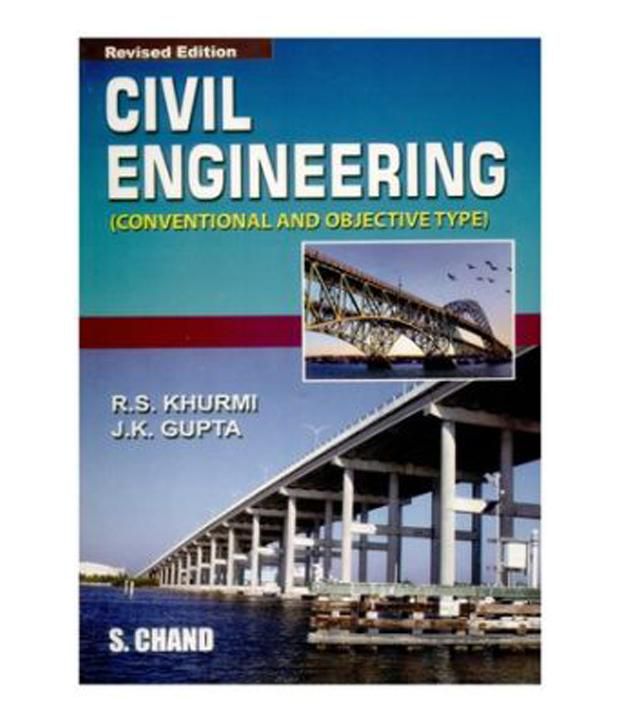 Revised Edition
CIVIL
ENGINEERING
(CONVENTIONAL AND OBJECTIVE TYPE)
R.S. KHURMI
J.K. GUPTA
S. CHAND